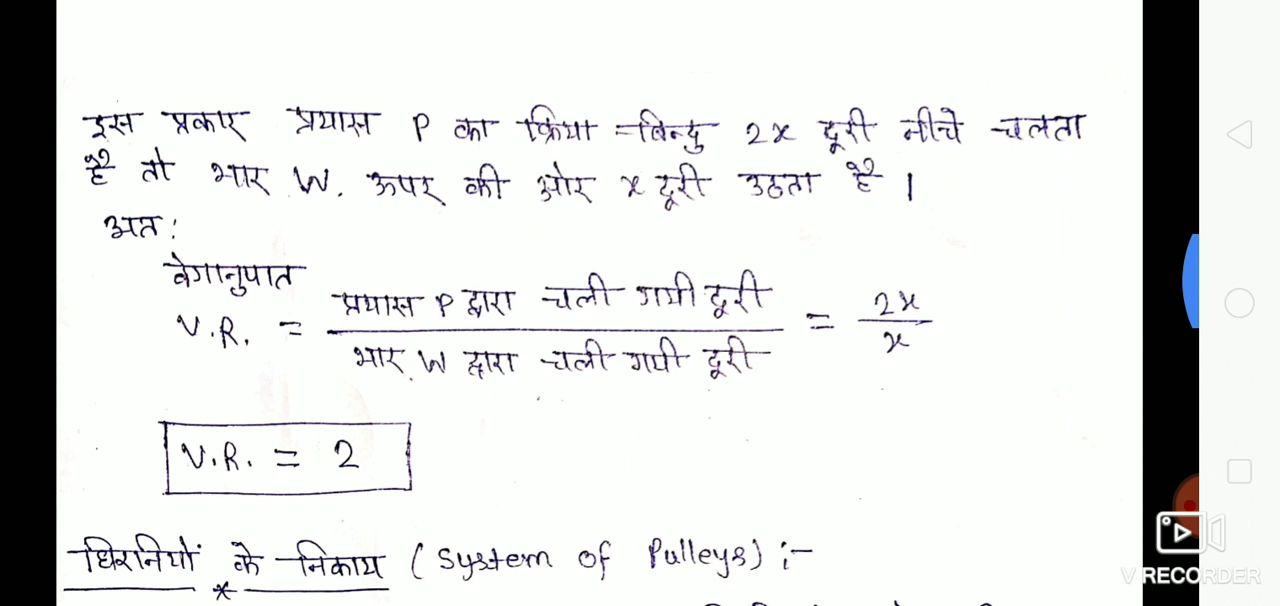 इस प्रकार प्रयास P का क्रिया-बिन्दु 2x दूरी नीचे चलता
है तो भार W. ऊपर की ओर x दूरी उठता है।
अत:
वेगानुपात
V.R. = प्रयास P द्वारा चली गयी दूरी / भार W द्वारा चली गयी दूरी = 2x / x
V.R. = 2
घिरनियों के निकाय (System of Pulleys) :-
V RECORDER